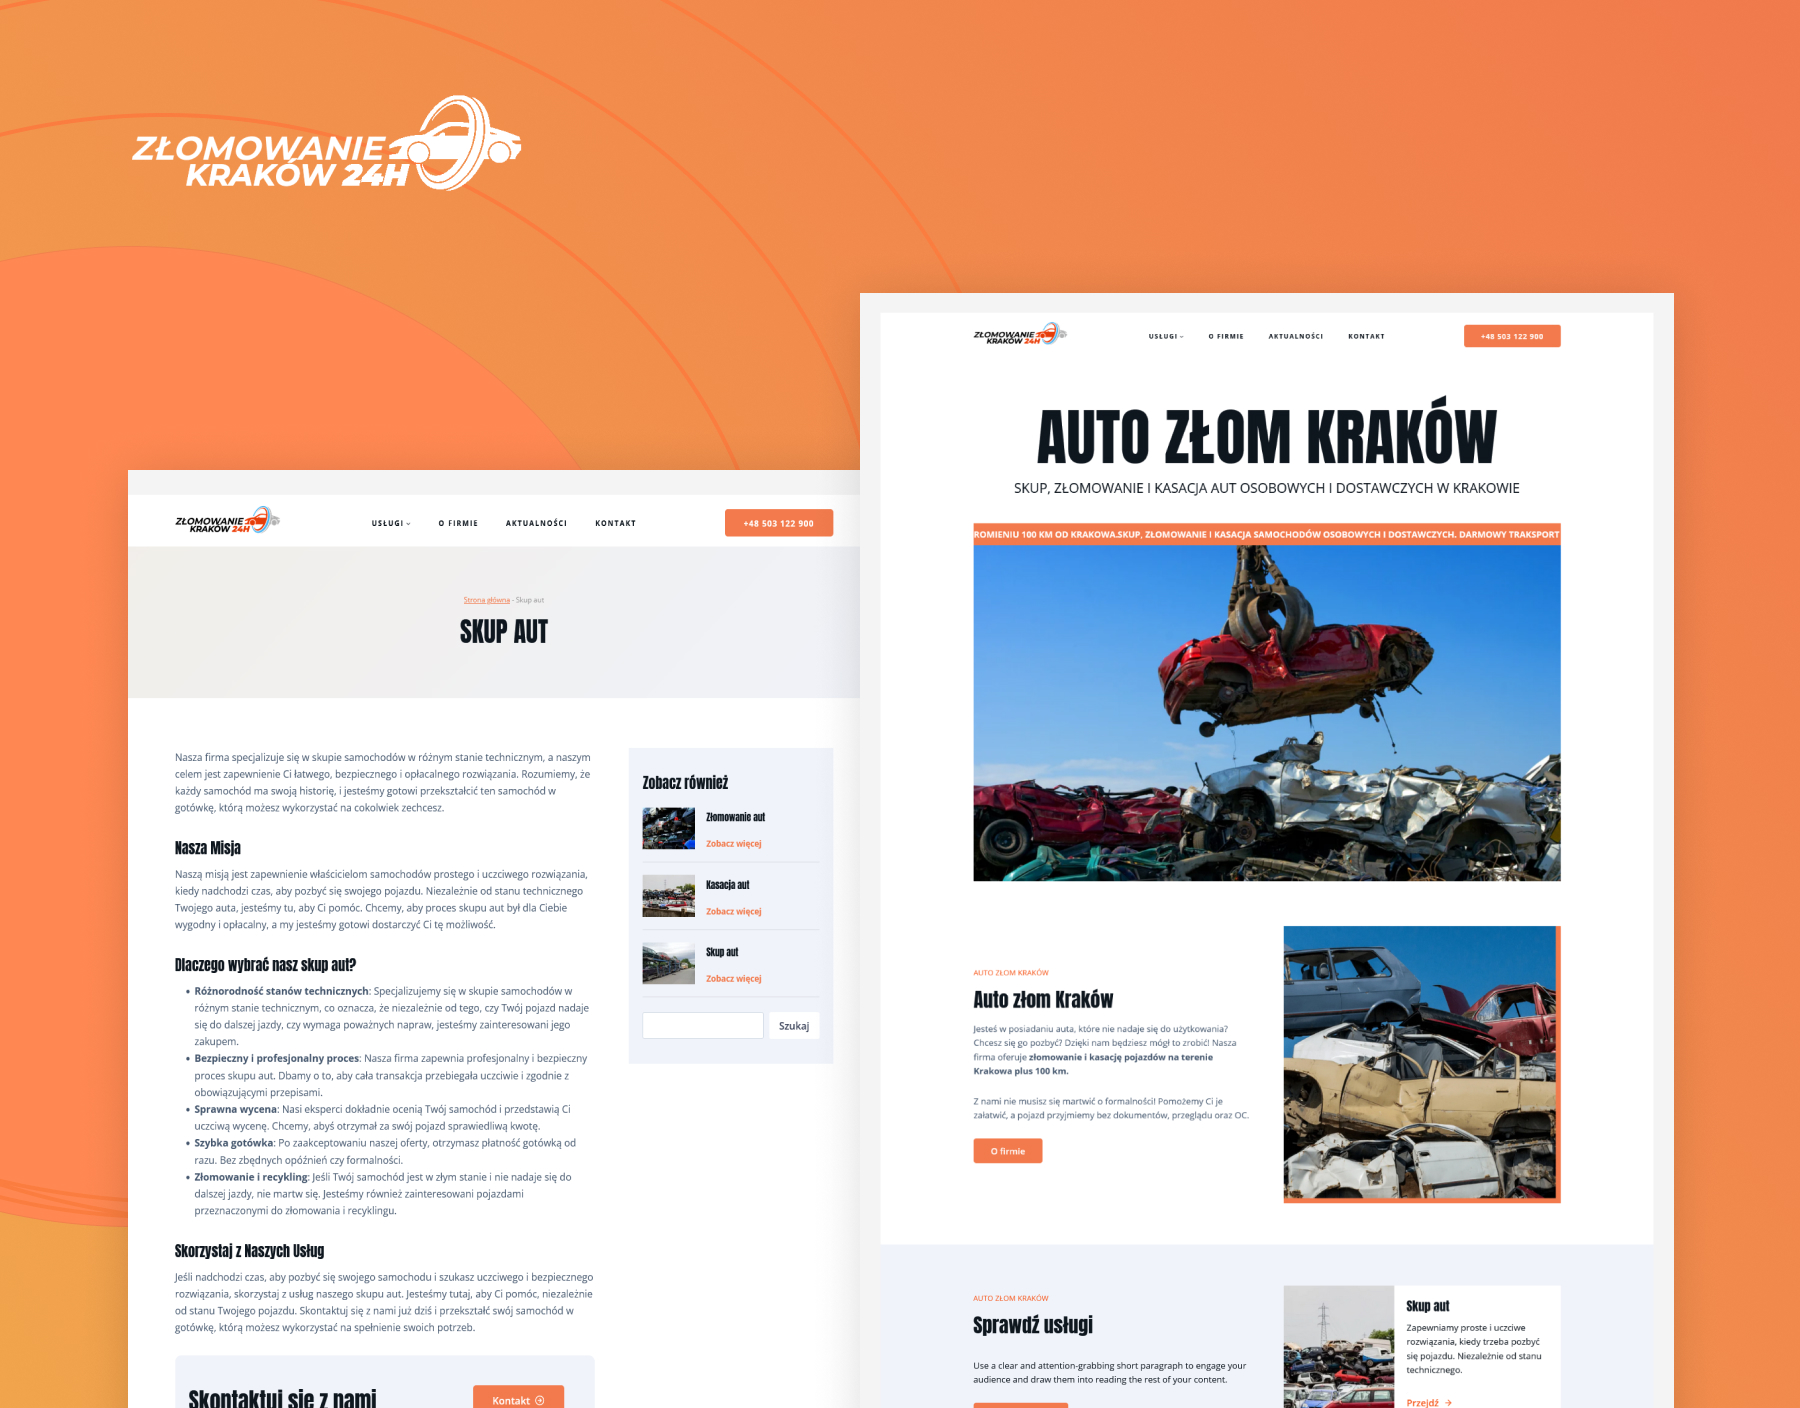 ZŁOMOWANIE
KRAKÓW 24H
ZŁOMOWANIE
KRAKÓW 24H
USŁUGI
O FIRMIE
AKTUALNOŚCI
KONTAKT
+48 503 122 900
Strona główna - Skup aut
SKUP AUT
Nasza firma specjalizuje się w skupie samochodów w różnym stanie technicznym, a naszym
celem jest zapewnienie Ci łatwego, bezpiecznego i opłacalnego rozwiązania. Rozumiemy, że
każdy samochód ma swoją historię, i jesteśmy gotowi przekształcić ten samochód w
gotówkę, którą możesz wykorzystać na cokolwiek zechcesz.
Nasza Misja
Naszą misją jest zapewnienie właścicielom samochodów prostego i uczciwego rozwiązania,
kiedy nadchodzi czas, aby pozbyć się swojego pojazdu. Niezależnie od stanu technicznego
Twojego auta, jesteśmy tu, aby Ci pomóc. Chcemy, aby proces skupu aut był dla Ciebie
wygodny i opłacalny, a my jesteśmy gotowi dostarczyć Ci tę możliwość.
Dlaczego wybrać nasz skup aut?
• Różnorodność stanów technicznych: Specjalizujemy się w skupie samochodów w
różnym stanie technicznym, co oznacza, że niezależnie od tego, czy Twój pojazd nadaje
się do dalszej jazdy, czy wymaga poważnych napraw, jesteśmy zainteresowani jego
zakupem.
• Bezpieczny i profesjonalny proces: Nasza firma zapewnia profesjonalny i bezpieczny
proces skupu aut. Dbamy o to, aby cała transakcja przebiegała uczciwie i zgodnie z
obowiązującymi przepisami.
• Sprawna wycena: Nasi eksperci dokładnie ocenią Twój samochód i przedstawią Ci
uczciwą wycenę. Chcemy, abyś otrzymał za swój pojazd sprawiedliwą kwotę.
• Szybka gotówka: Po zaakceptowaniu naszej oferty, otrzymasz płatność gotówką od
razu. Bez zbędnych opóźnień czy formalności.
• Złomowanie i recykling: Jeśli Twój samochód jest w złym stanie i nie nadaje się do
dalszej jazdy, nie martw się. Jesteśmy również zainteresowani pojazdami
przeznaczonymi do złomowania i recyklingu.
Skorzystaj z Naszych Usług
Jeśli nadchodzi czas, aby pozbyć się swojego samochodu i szukasz uczciwego i bezpiecznego
rozwiązania, skorzystaj z usług naszego skupu aut. Jesteśmy tutaj, aby Ci pomóc, niezależnie
od stanu Twojego pojazdu. Skontaktuj się z nami już dziś i przekształć swój samochód w
gotówkę, którą możesz wykorzystać na spełnienie swoich potrzeb.
Skontaktuj się z nami
Kontakt
Zobacz również
Złomowanie aut
Zobacz więcej
Kasacja aut
Zobacz więcej
Skup aut
Zobacz więcej
Szukaj
ZŁOMOWANIE
KRAKÓW 24H
USŁUGI
O FIRMIE
AKTUALNOŚCI
KONTAKT
+48 503 122 900
AUTO ZŁOM KRAKÓW
SKUP, ZŁOMOWANIE I KASACJA AUT OSOBOWYCH I DOSTAWCZYCH W KRAKOWIE
ROMIENIU 100 KM OD KRAKOWA.SKUP, ZŁOMOWANIE I KASACJA SAMOCHODÓW OSOBOWYCH I DOSTAWCZYCH. DARMOWY TRAKSPORT
AUTO ZŁOM KRAKÓW
Auto złom Kraków
Jesteś w posiadaniu auta, które nie nadaje się do użytkowania?
Chcesz się go pozbyć? Dzięki nam będziesz mógł to zrobić! Nasza
firma oferuje złomowanie i kasację pojazdów na terenie
Krakowa plus 100 km.
Z nami nie musisz się martwić o formalności! Pomożemy Ci je
załatwić, a pojazd przyjmiemy bez dokumentów, przeglądu oraz OC.
O firmie
AUTO ZŁOM KRAKÓW
Sprawdź usługi
Use a clear and attention-grabbing short paragraph to engage your
audience and draw them into reading the rest of your content.
Skup aut
Zapewniamy proste i uczciwe
rozwiązania, kiedy trzeba pozbyć
się pojazdu. Niezależnie od stanu
technicznego.
Przejdź →